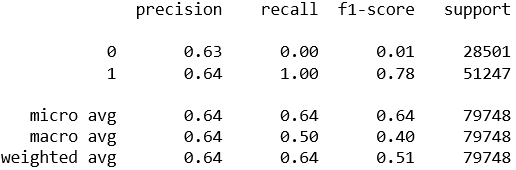 precision recall f1-score support
0 0.63 0.00 0.01 28501
1 0.64 1.00 0.78 51247
micro avg 0.64 0.64 0.64 79748
macro avg 0.64 0.50 0.40 79748
weighted avg 0.64 0.64 0.51 79748